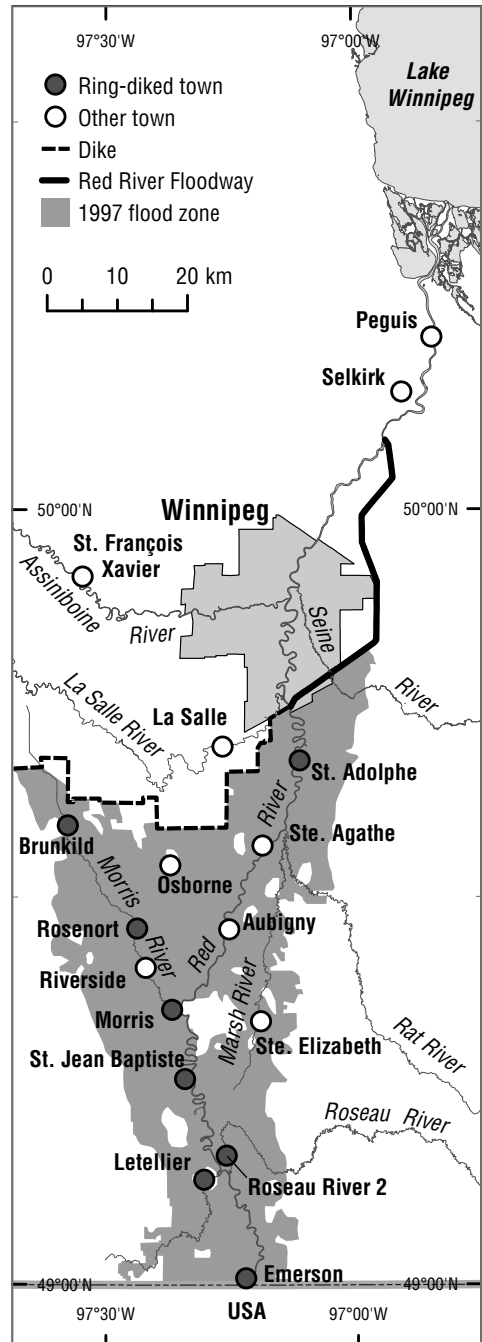 97°30'W
97°00'W
Lake
Winnipeg
Ring-diked town
Other town
Dike
Red River Floodway
1997 flood zone
0 10 20 km
Peguis
Selkirk
50°00'N
Winnipeg
50°00'N
St. François
Xavier
Assiniboine
River
Seine
River
La Salle River
La Salle
St. Adolphe
River
Ste. Agathe
Brunkild
Osborne
Morris
River
Rosenort
Aubigny
Red
Riverside
Marsh River
Morris
Ste. Elizabeth
Rat River
St. Jean Baptiste
Roseau River
Letellier
Roseau River 2
Emerson
49°00'N
49°00'N
USA
97°30'W
97°00'W